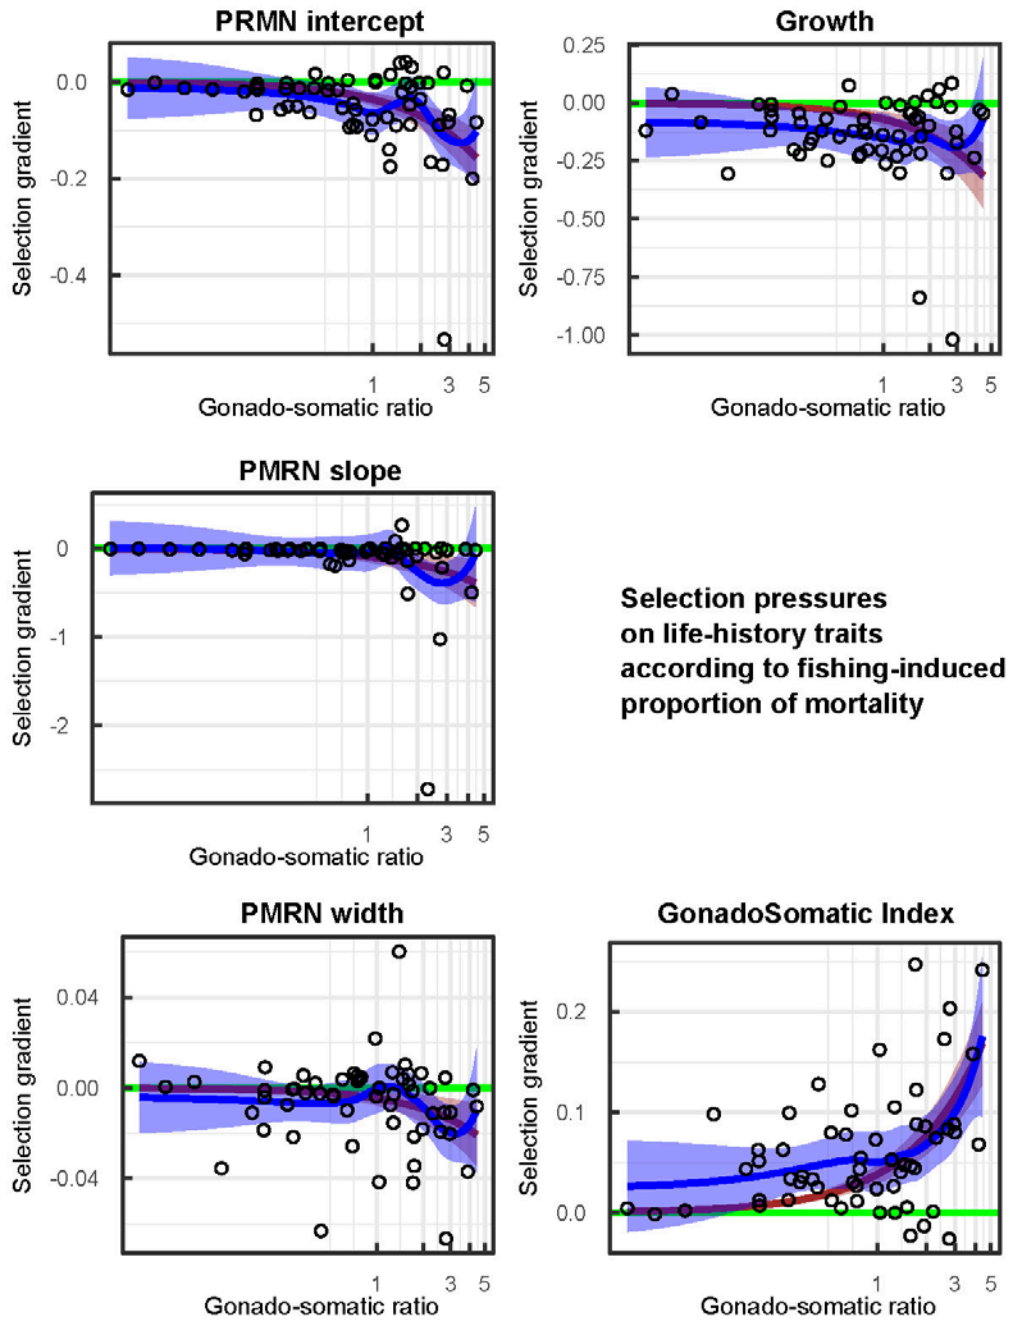 PRMN intercept
Selection gradient
0.0
-0.2
-0.4
1 3 5
Gonado-somatic ratio
Growth
Selection gradient
0.25
0.00
-0.25
-0.50
-0.75
-1.00
1 3 5
Gonado-somatic ratio
PMRN slope
Selection gradient
0
-1
-2
1 3 5
Gonado-somatic ratio
Selection pressures
on life-history traits
according to fishing-induced
proportion of mortality
PMRN width
Selection gradient
0.04
0.00
-0.04
1 3 5
Gonado-somatic ratio
GonadoSomatic Index
Selection gradient
0.2
0.1
0.0
1 3 5
Gonado-somatic ratio